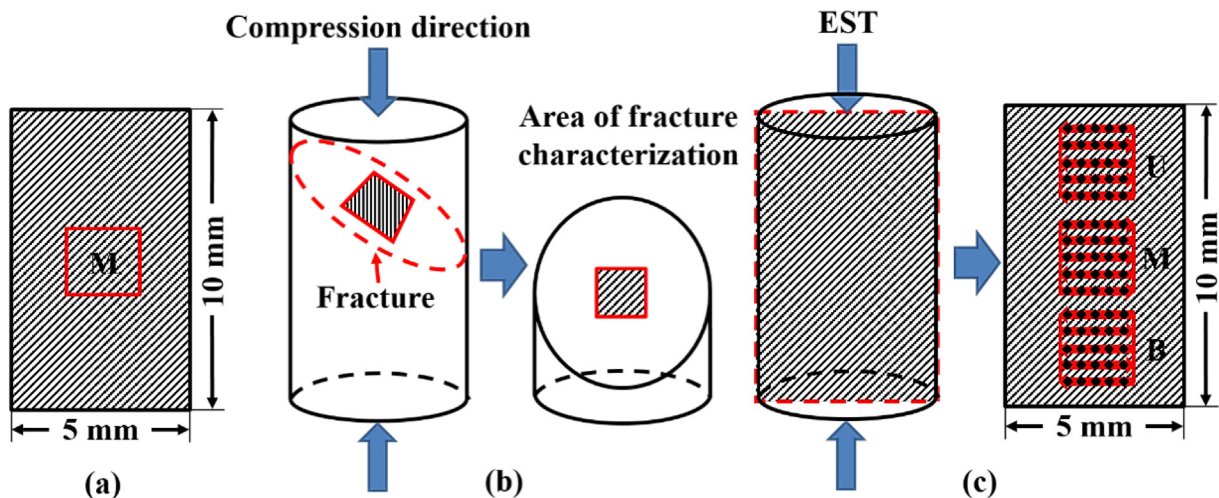 Compression direction
EST
Area of fracture
characterization
M
10 mm
Fracture
5 mm
U
M
B
10 mm
5 mm
(a)
(b)
(c)